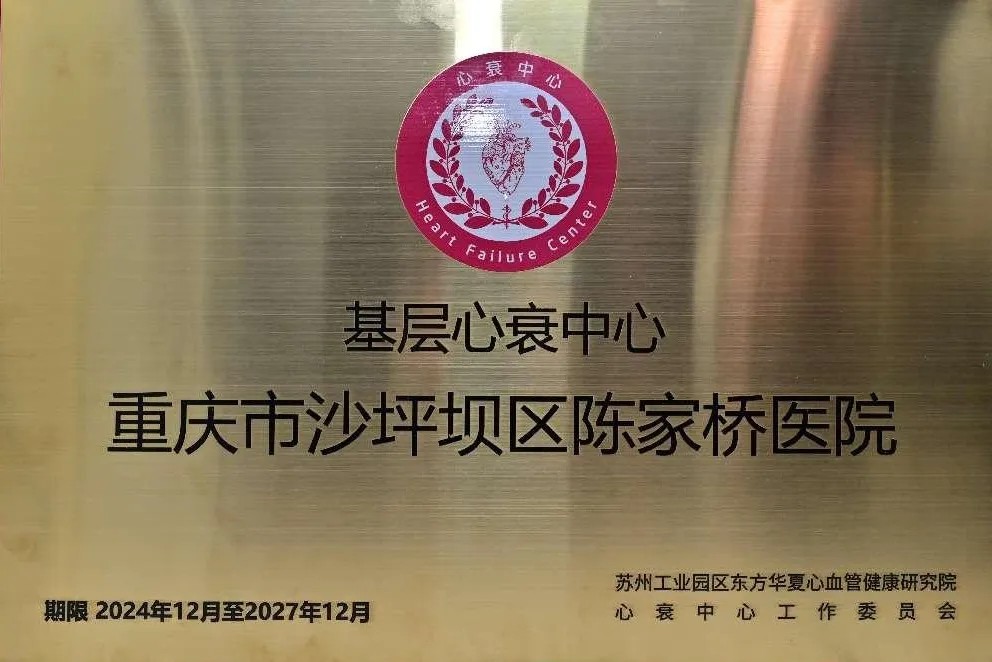 心衰中心
Heart Failure Center
基层心衰中心
重庆市沙坪坝区陈家桥医院
苏州工业园区东方华夏心血管健康研究院
心衰中心工作委员会
期限 2024年12月至2027年12月